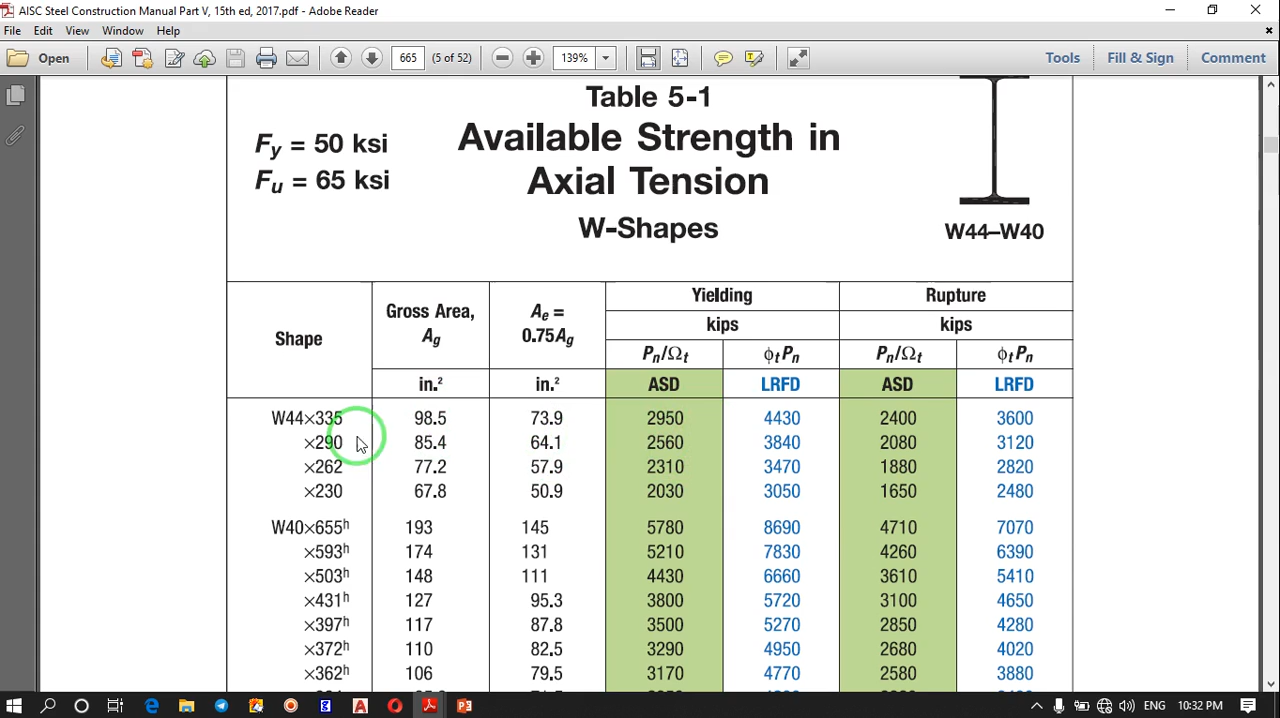 AISC Steel Construction Manual Part V, 15th ed, 2017.pdf - Adobe Reader
File Edit View Window Help
Open 665 (5 of 52) 139% Tools Fill & Sign Comment
Table 5-1
Fy = 50 ksi
Fu = 65 ksi
Available Strength in
Axial Tension
W-Shapes
W44–W40
Shape
Gross Area, Ag
Ae = 0.75Ag
Yielding Rupture
kips kips
Pn/Ωt ϕtPn Pn/Ωt ϕtPn
in.² in.² ASD LRFD ASD LRFD
W44×335 98.5 73.9 2950 4430 2400 3600
×290 85.4 64.1 2560 3840 2080 3120
×262 77.2 57.9 2310 3470 1880 2820
×230 67.8 50.9 2030 3050 1650 2480
W40×655ʰ 193 145 5780 8690 4710 7070
×593ʰ 174 131 5210 7830 4260 6390
×503ʰ 148 111 4430 6660 3610 5410
×431ʰ 127 95.3 3800 5720 3100 4650
×397ʰ 117 87.8 3500 5270 2850 4280
×372ʰ 110 82.5 3290 4950 2680 4020
×362ʰ 106 79.5 3170 4770 2580 3880
ENG 10:32 PM